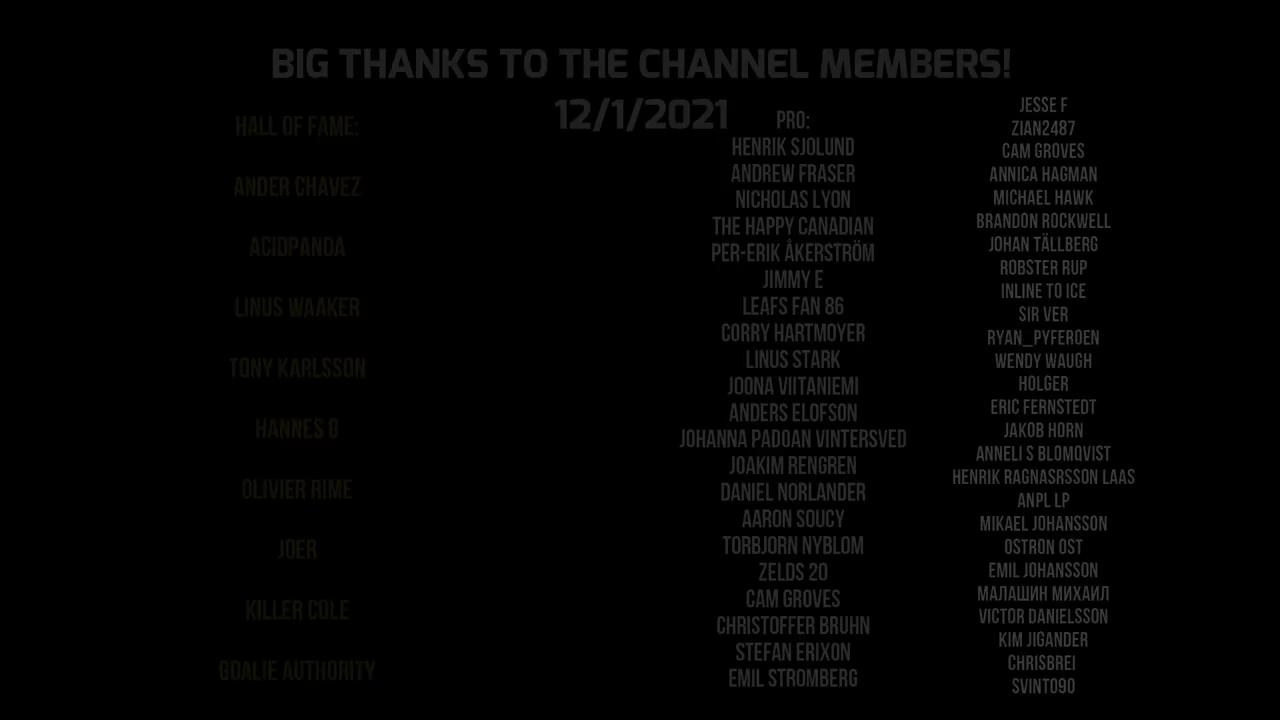 BIG THANKS TO THE CHANNEL MEMBERS!
12/1/2021
HALL OF FAME:
ANDER CHAVEZ
ACIDPANDA
LINUS WAAKER
TONY KARLSSON
HANNES Ö
OLIVIER RIME
JOER
KILLER COLE
GOALIE AUTHORITY
PRO:
HENRIK SJOLUND
ANDREW FRASER
NICHOLAS LYON
THE HAPPY CANADIAN
PER-ERIK ÅKERSTRÖM
JIMMY E
LEAFS FAN 86
CORRY HARTMOYER
LINUS STARK
JOONA VIITANIEMI
ANDERS ELOFSON
JOHANNA PADOAN VINTERSVED
JOAKIM RENGREN
DANIEL NORLANDER
AARON SOUCY
TORBJORN NYBLOM
ZELDS 20
CAM GROVES
CHRISTOFFER BRUHN
STEFAN ERIXON
EMIL STROMBERG
JESSE F
ZIAN2487
CAM GROVES
ANNICA HAGMAN
MICHAEL HAWK
BRANDON ROCKWELL
JOHAN TÄLLBERG
ROBSTER RUP
INLINE TO ICE
SIR VER
RYAN_PYFEROEN
WENDY WAUGH
HOLGER
ERIC FERNSTEDT
JAKOB HORN
ANNELI S BLOMQVIST
HENRIK RAGNASRSSON LAAS
ANPL LP
MIKAEL JOHANSSON
OSTRON OST
EMIL JOHANSSON
МАЛАШИН МИХАИЛ
VICTOR DANIELSSON
KIM JIGANDER
CHRISBREI
SVINTO90